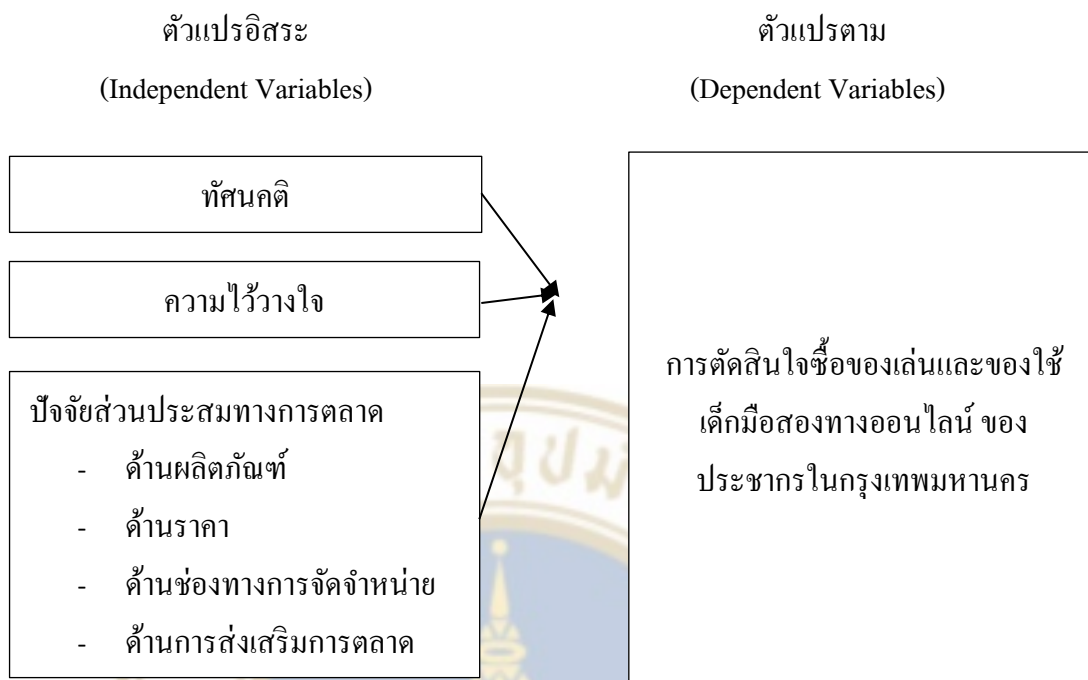 ตัวแปรอิสระ
(Independent Variables)
ตัวแปรตาม
(Dependent Variables)
ทัศนคติ
ความไว้วางใจ
ปัจจัยส่วนประสมทางการตลาด
- ด้านผลิตภัณฑ์
- ด้านราคา
- ด้านช่องทางการจัดจำหน่าย
- ด้านการส่งเสริมการตลาด
การตัดสินใจซื้อของเล่นและของใช้
เด็กมือสองทางออนไลน์ ของ
ประชากรในกรุงเทพมหานคร